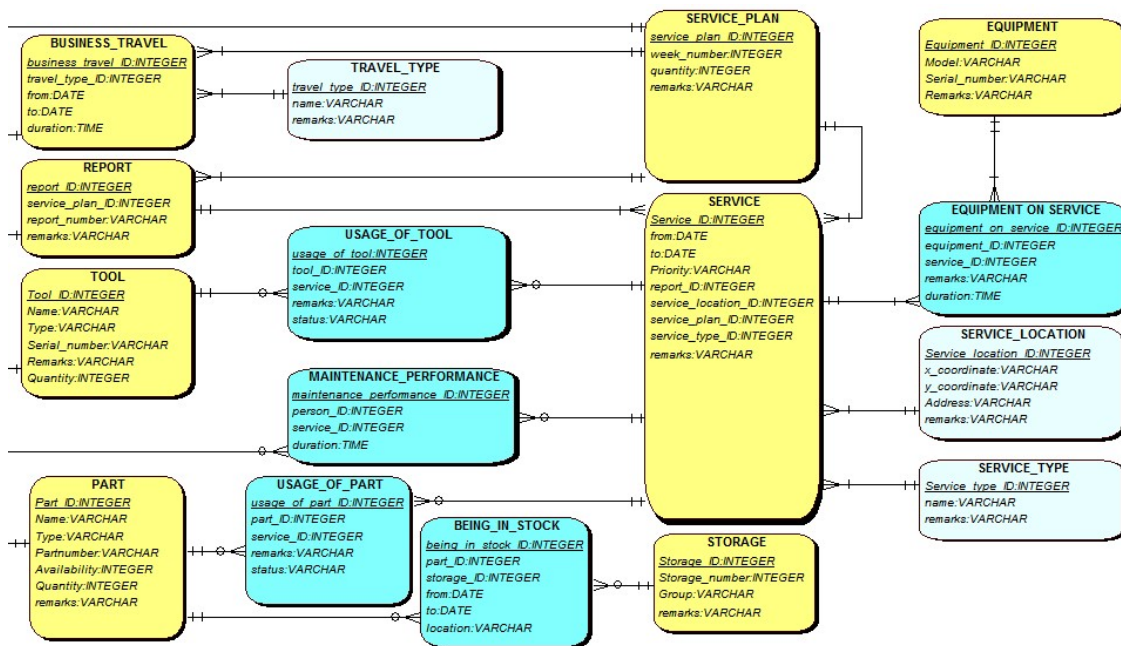 BUSINESS_TRAVEL
business_travel_ID:INTEGER
travel_type_ID:INTEGER
from:DATE
to:DATE
duration:TIME
TRAVEL_TYPE
travel_type_ID:INTEGER
name:VARCHAR
remarks:VARCHAR
SERVICE_PLAN
service_plan_ID:INTEGER
week_number:INTEGER
quantity:INTEGER
remarks:VARCHAR
EQUIPMENT
Equipment_ID:INTEGER
Model:VARCHAR
Serial_number:VARCHAR
Remarks:VARCHAR
REPORT
report_ID:INTEGER
service_plan_ID:INTEGER
report_number:VARCHAR
remarks:VARCHAR
USAGE_OF_TOOL
usage_of_tool:INTEGER
tool_ID:INTEGER
service_ID:INTEGER
remarks:VARCHAR
status:VARCHAR
SERVICE
Service_ID:INTEGER
from:DATE
to:DATE
Priority:VARCHAR
report_ID:INTEGER
service_location_ID:INTEGER
service_plan_ID:INTEGER
service_type_ID:INTEGER
remarks:VARCHAR
EQUIPMENT ON SERVICE
equipment_on_service_ID:INTEGER
equipment_ID:INTEGER
service_ID:INTEGER
remarks:VARCHAR
duration:TIME
TOOL
Tool_ID:INTEGER
Name:VARCHAR
Type:VARCHAR
Serial_number:VARCHAR
Remarks:VARCHAR
Quantity:INTEGER
MAINTENANCE_PERFORMANCE
maintenance_performance_ID:INTEGER
person_ID:INTEGER
service_ID:INTEGER
duration:TIME
SERVICE_LOCATION
Service_location_ID:INTEGER
x_coordinate:VARCHAR
y_coordinate:VARCHAR
Address:VARCHAR
remarks:VARCHAR
PART
Part_ID:INTEGER
Name:VARCHAR
Type:VARCHAR
Partnumber:VARCHAR
Availability:INTEGER
Quantity:INTEGER
remarks:VARCHAR
USAGE_OF_PART
usage_of_part_ID:INTEGER
part_ID:INTEGER
service_ID:INTEGER
remarks:VARCHAR
status:VARCHAR
BEING_IN_STOCK
being_in_stock_ID:INTEGER
part_ID:INTEGER
storage_ID:INTEGER
from:DATE
to:DATE
location:VARCHAR
STORAGE
Storage_ID:INTEGER
Storage_number:INTEGER
Group:VARCHAR
remarks:VARCHAR
SERVICE_TYPE
Service_type_ID:INTEGER
name:VARCHAR
remarks:VARCHAR